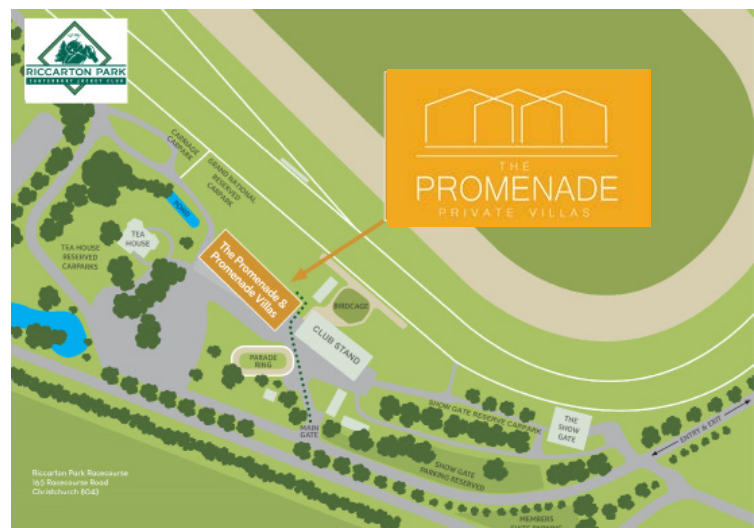 RICCARTON PARK
CANTERBURY JOCKEY CLUB
THE
PROMENADE
PRIVATE VILLAS
CARRIAGE
CARPARK
GRAND NATIONAL
RESERVED
CARPARK
POND
TEA
HOUSE
TEA HOUSE
RESERVED
CARPARKS
The Promenade &
Promenade Villas
BIRDCAGE
CLUB STAND
PARADE
RING
MAIN
GATE
SHOW GATE RESERVE CARPARK
THE
SHOW
GATE
ENTRY & EXIT
SHOW GATE
PARKING RESERVED
MEMBERS
Riccarton Park Racecourse
165 Racecourse Road
Christchurch 8042